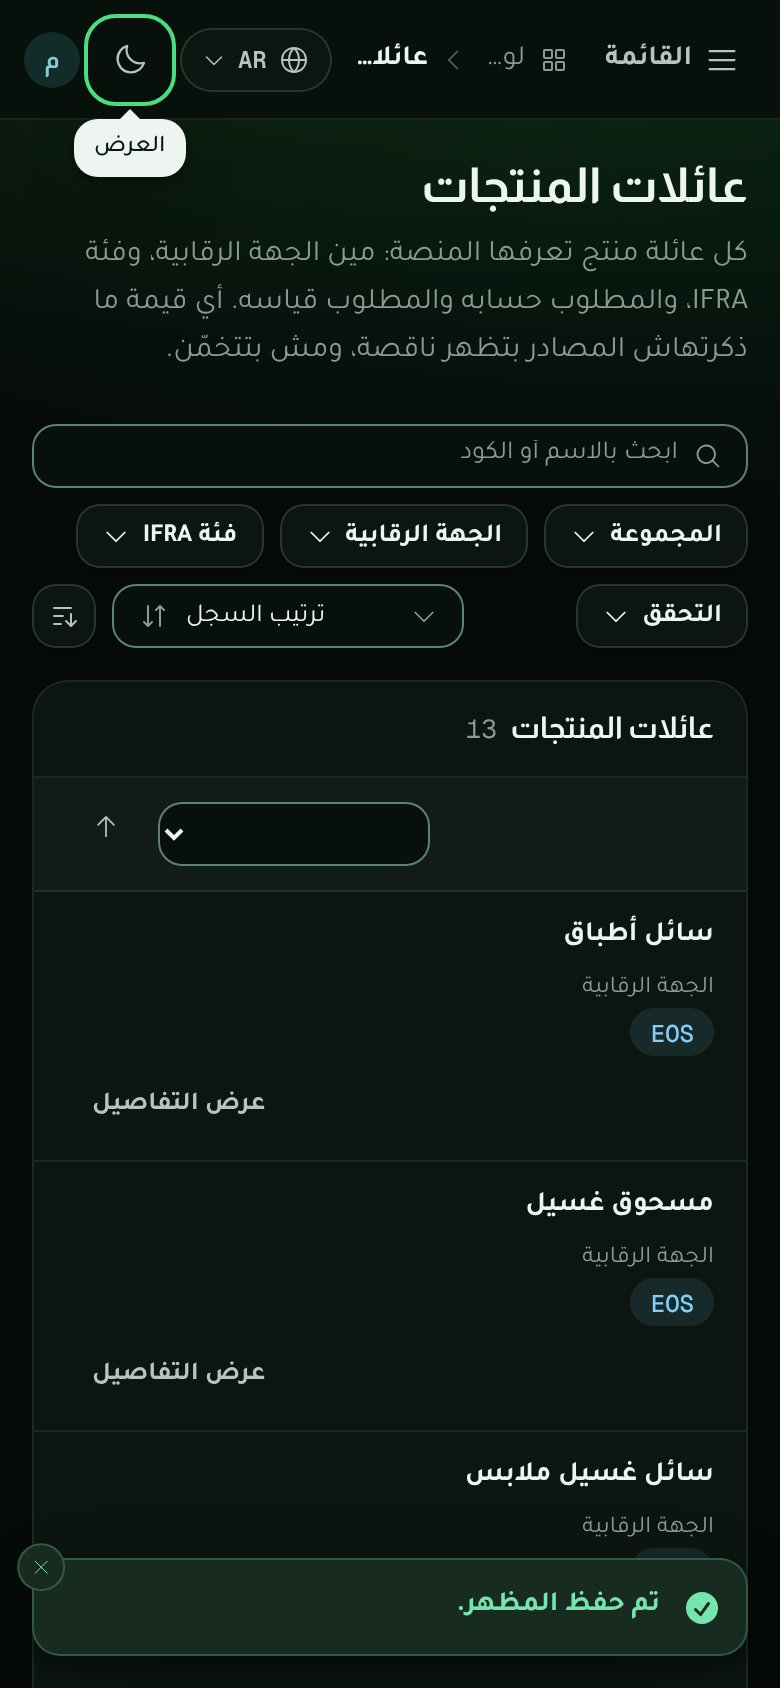 القائمة
لو...
عائلا...
AR
م
العرض
عائلات المنتجات
كل عائلة منتج تعرفها المنصة: مين الجهة الرقابية، وفئة
IFRA، والمطلوب حسابه والمطلوب قياسه. أي قيمة ما
ذكرتهاش المصادر بتظهر ناقصة، ومش بتتخمّن.
ابحث بالاسم أو الكود
المجموعة
الجهة الرقابية
فئة IFRA
التحقق
ترتيب السجل
عائلات المنتجات 13
سائل أطباق
الجهة الرقابية
EOS
عرض التفاصيل
مسحوق غسيل
الجهة الرقابية
EOS
عرض التفاصيل
سائل غسيل ملابس
الجهة الرقابية
تم حفظ المظهر.